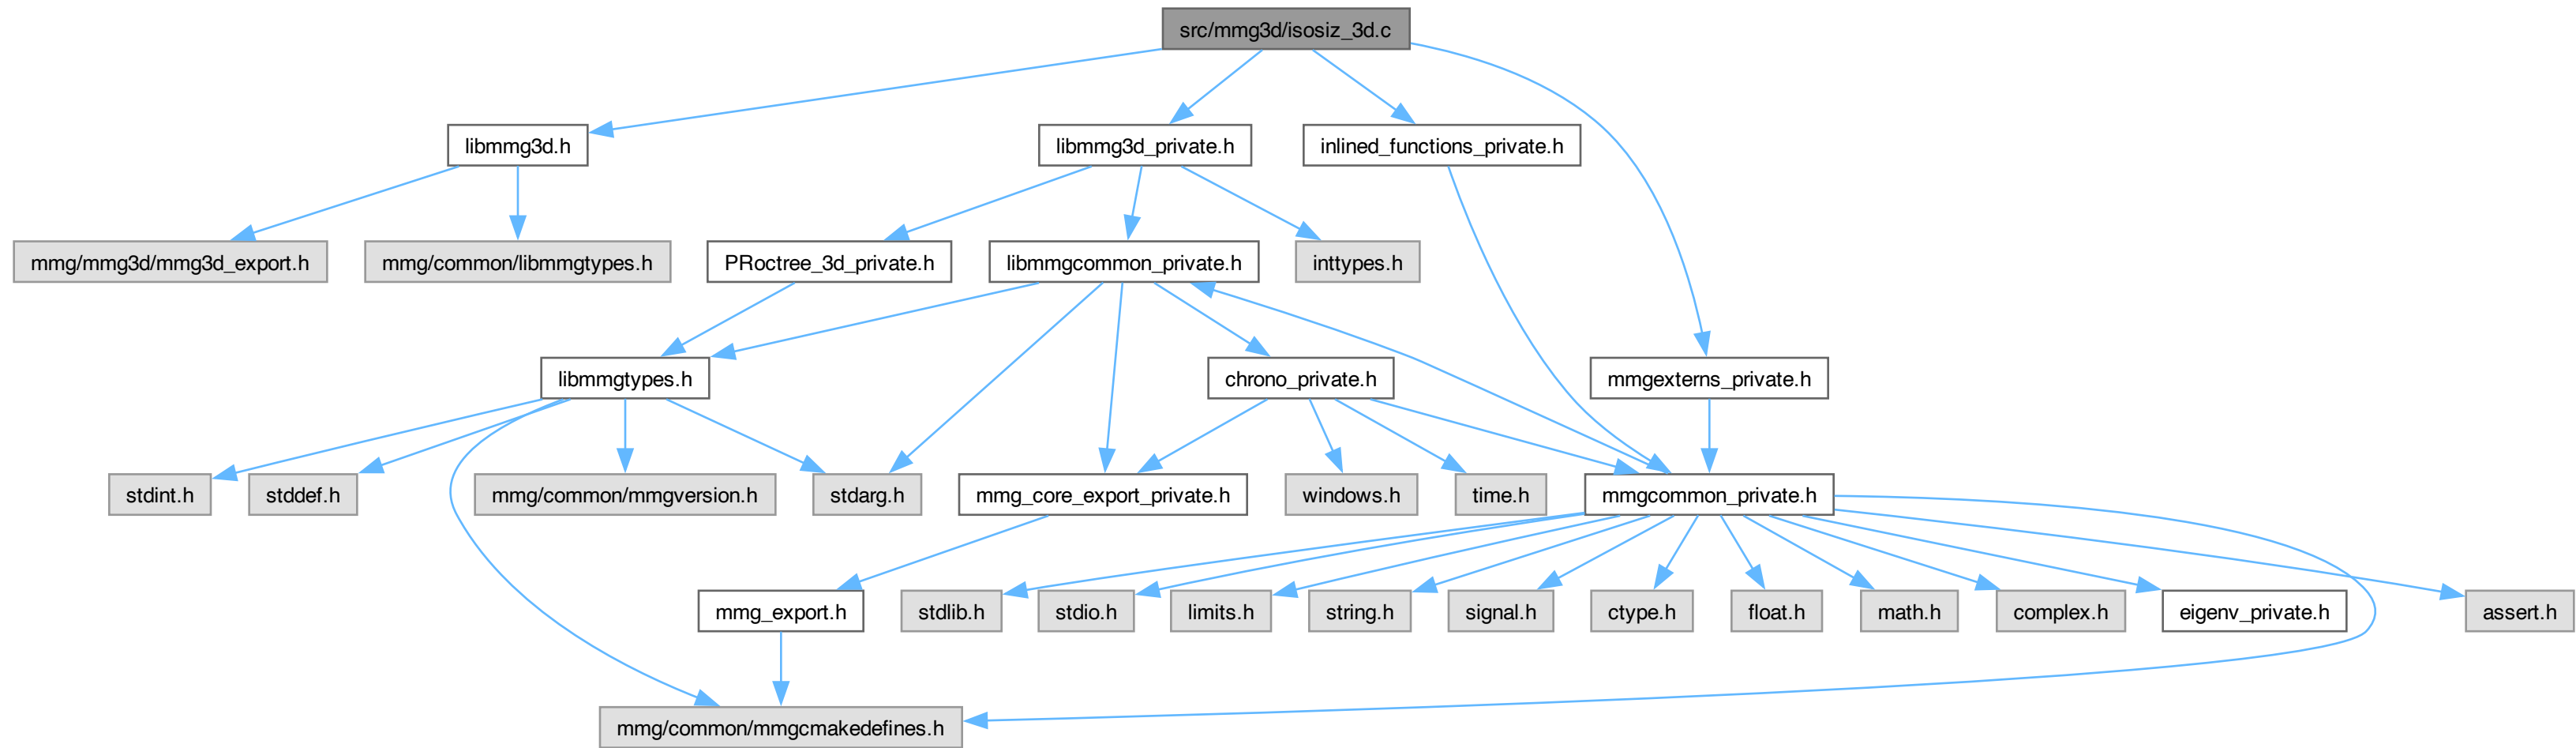 src/mmg3d/isosiz_3d.c
libmmg3d.h
libmmg3d_private.h
inlined_functions_private.h
mmg/mmg3d/mmg3d_export.h
mmg/common/libmmgtypes.h
PRoctree_3d_private.h
libmmgcommon_private.h
inttypes.h
libmmgtypes.h
chrono_private.h
mmgexterns_private.h
stdint.h
stddef.h
mmg/common/mmgversion.h
stdarg.h
mmg_core_export_private.h
windows.h
time.h
mmgcommon_private.h
mmg_export.h
stdlib.h
stdio.h
limits.h
string.h
signal.h
ctype.h
float.h
math.h
complex.h
eigenv_private.h
assert.h
mmg/common/mmgcmakedefines.h